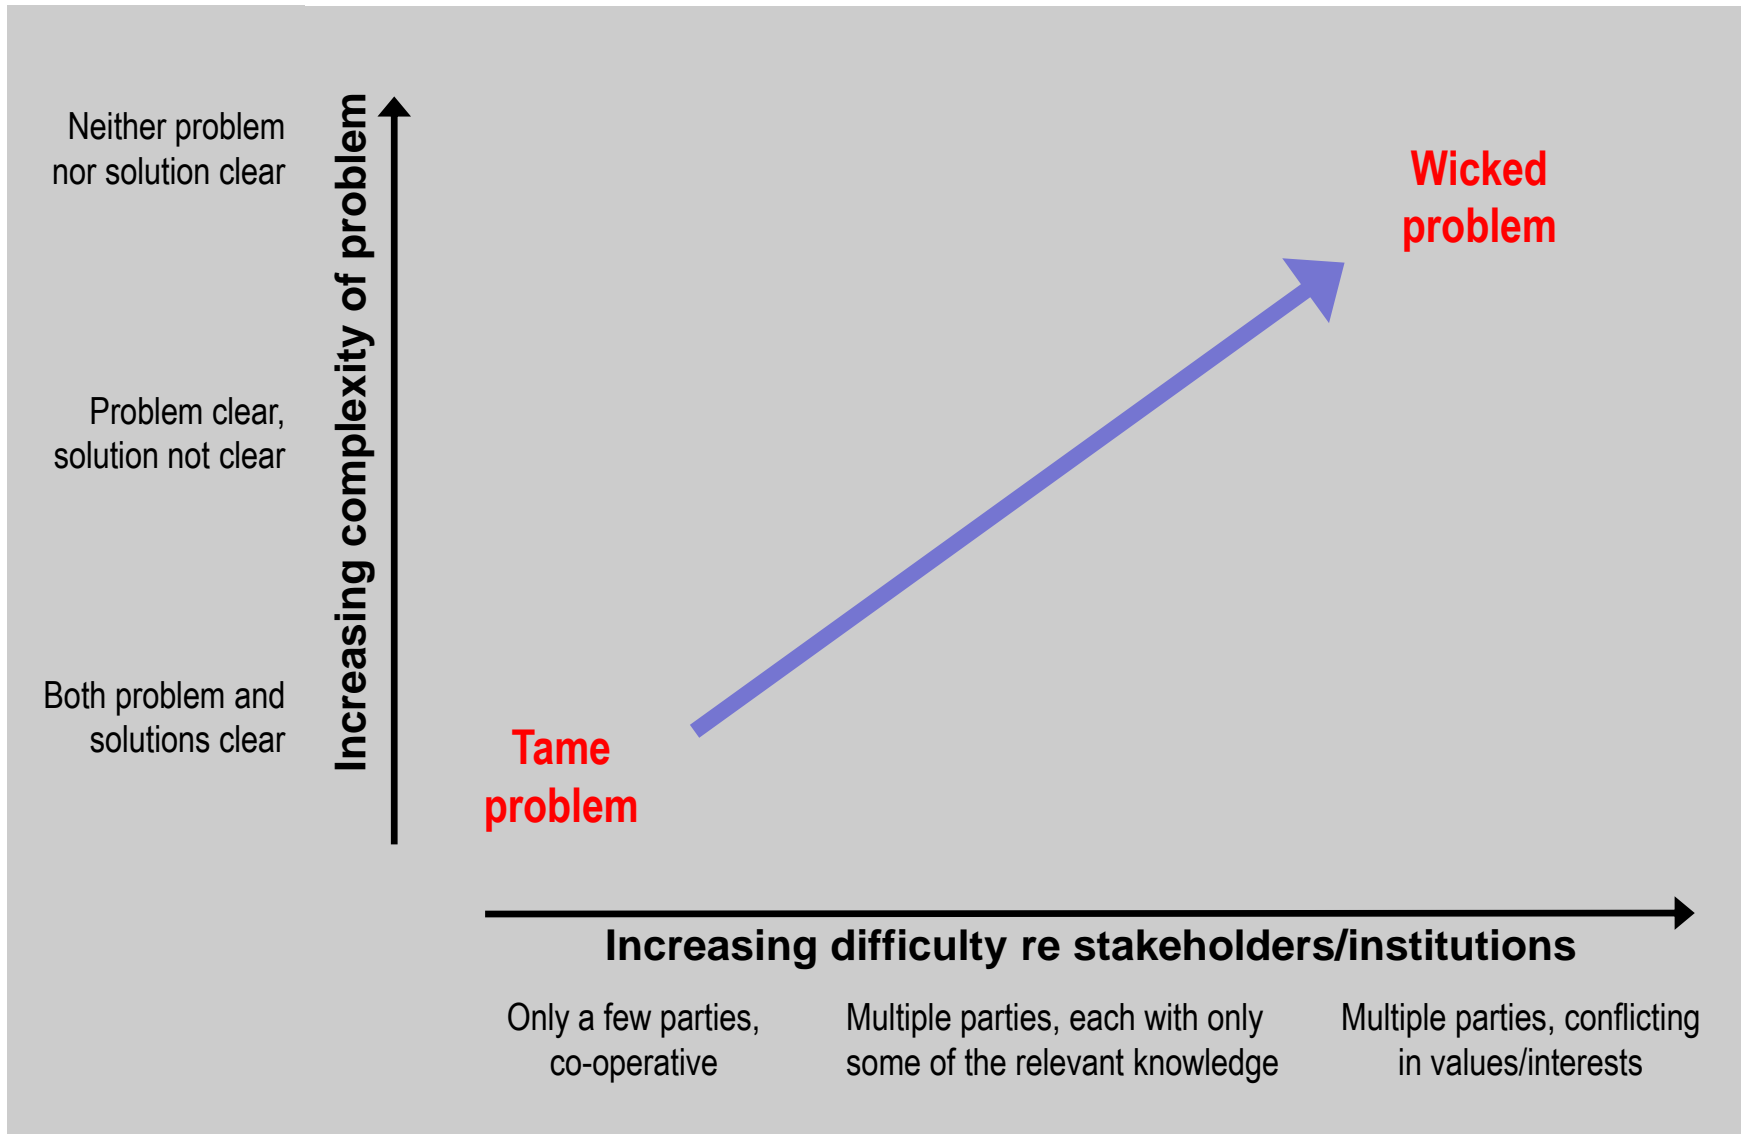 Neither problem
nor solution clear
Problem clear,
solution not clear
Both problem and
solutions clear
Increasing complexity of problem
Wicked
problem
Tame
problem
Increasing difficulty re stakeholders/institutions
Only a few parties,
co-operative
Multiple parties, each with only
some of the relevant knowledge
Multiple parties, conflicting
in values/interests